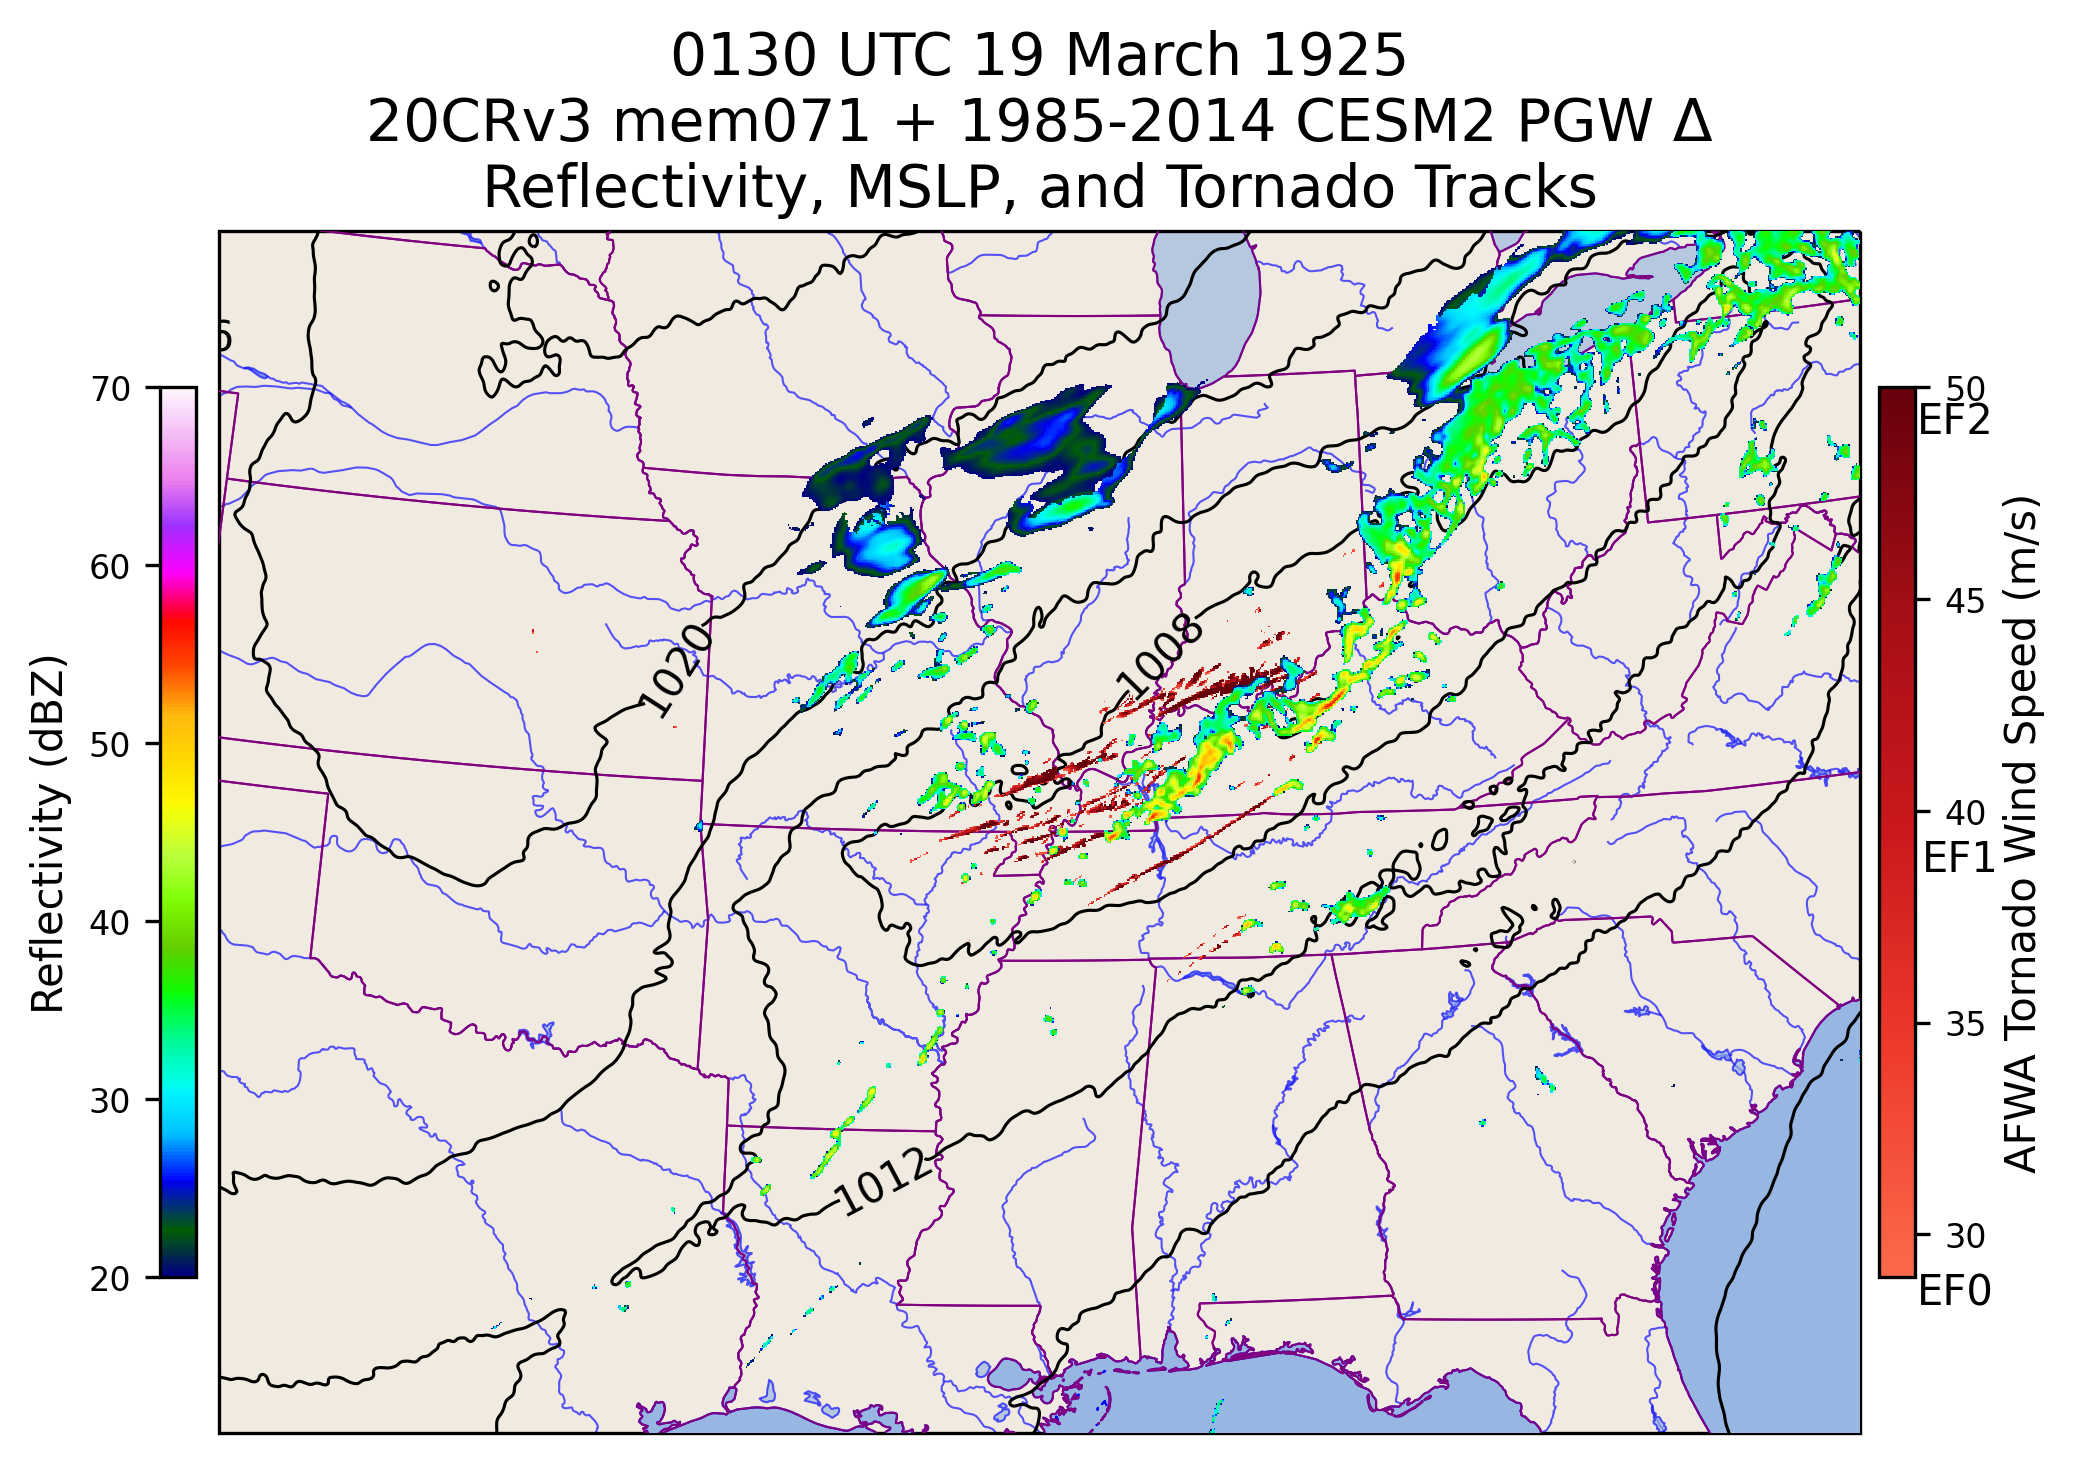 0130 UTC 19 March 1925
20CRv3 mem071 + 1985-2014 CESM2 PGW Δ
Reflectivity, MSLP, and Tornado Tracks
70
60
50
40
30
20
Reflectivity (dBZ)
1020
1008
1012
50
EF2
45
40
EF1
35
30
EF0
AFWA Tornado Wind Speed (m/s)